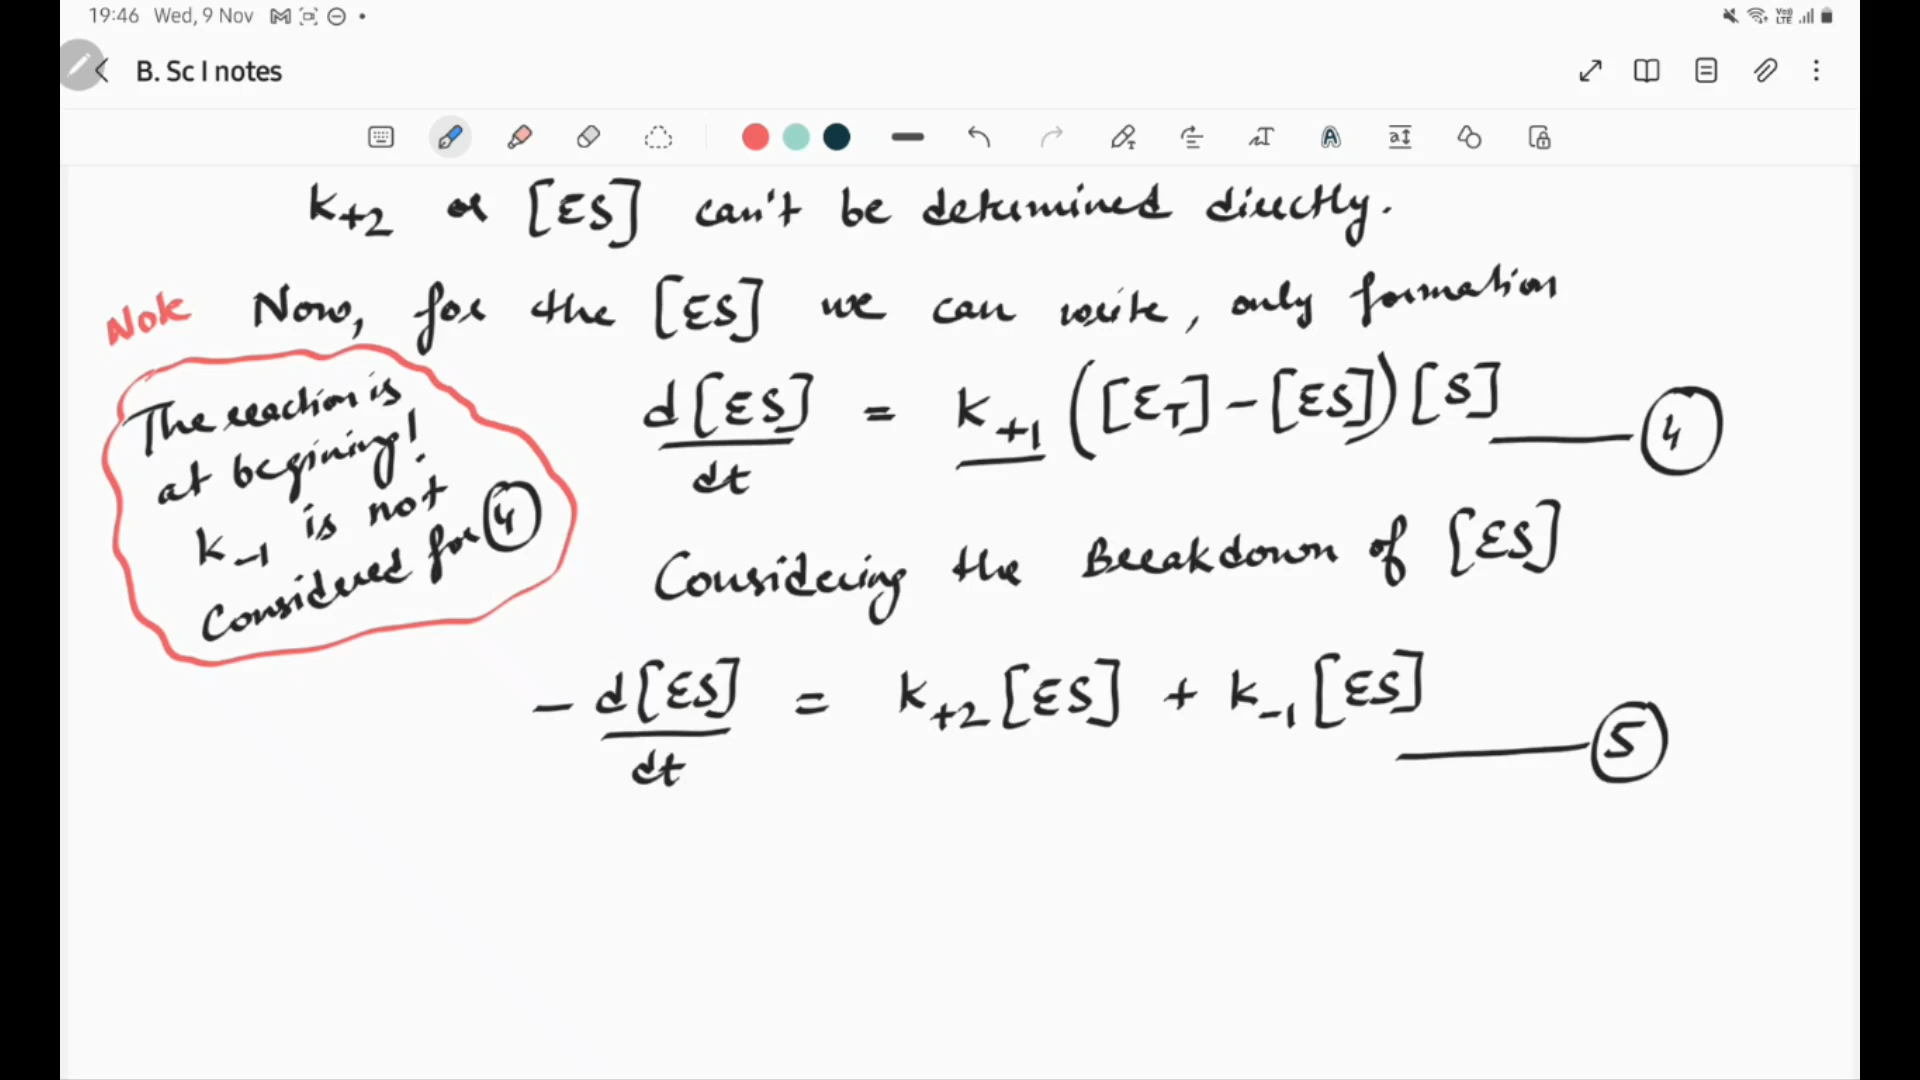 19:46 Wed, 9 Nov
B. Sc I notes
k+2 or [ES] can't be determined directly.
Note Now, for the [ES] we can write, only formation
d[ES]/dt = k+1 ([ET] - [ES]) [S] 4
The reaction is
at begining!
k-1 is not
Considered for 4
Considering the Breakdown of [ES]
- d[ES]/dt = k+2 [ES] + k-1 [ES] 5